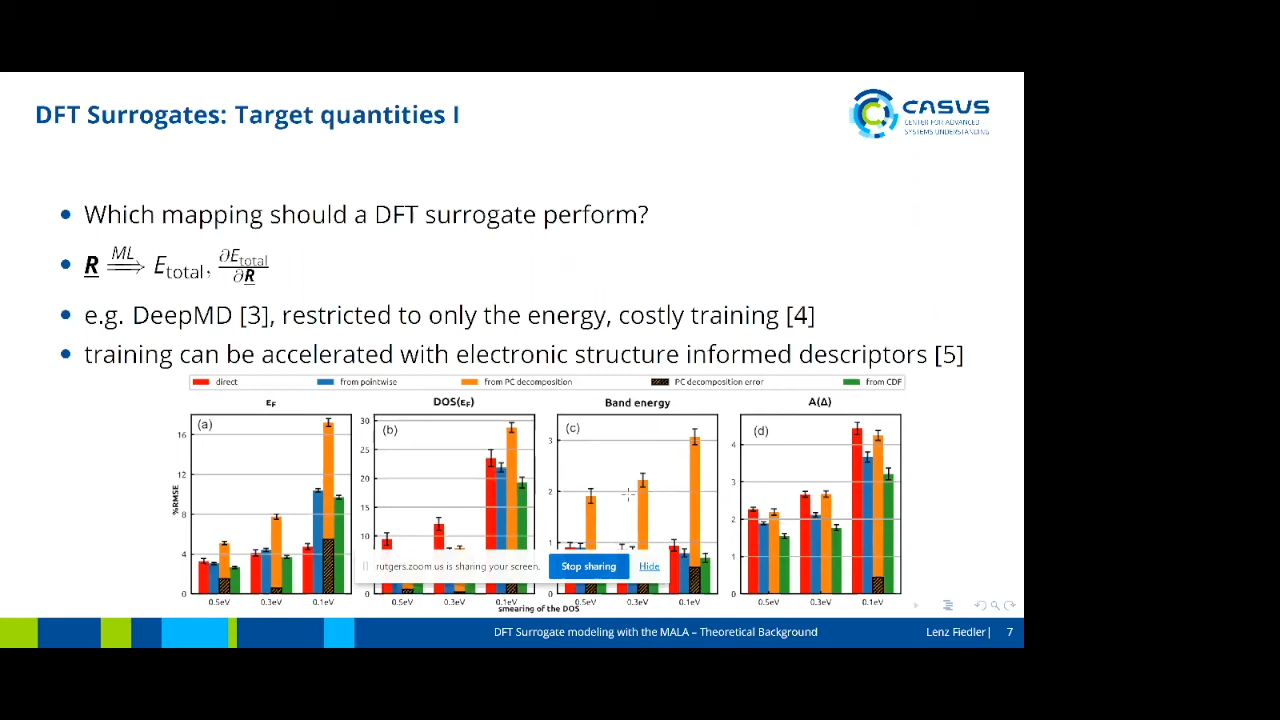 DFT Surrogates: Target quantities I
CASUS
CENTER FOR ADVANCED
SYSTEMS UNDERSTANDING
• Which mapping should a DFT surrogate perform?
• R ML⟹ E_total, ∂E_total/∂R
• e.g. DeepMD [3], restricted to only the energy, costly training [4]
• training can be accelerated with electronic structure informed descriptors [5]
direct from pointwise from PC decomposition PC decomposition error from CDF
εF DOS(εF) Band energy A(Δ)
(a) (b) (c) (d)
%RMSE
16
12
8
4
0
30
25
20
15
10
0
3
2
1
0
4
3
2
1
0
rutgers.zoom.us is sharing your screen. Stop sharing Hide
0.5eV 0.3eV 0.1eV 0.5eV 0.3eV 0.1eV 0.5eV 0.3eV 0.1eV 0.5eV 0.3eV 0.1eV
smearing of the DOS
DFT Surrogate modeling with the MALA – Theoretical Background Lenz Fiedler| 7